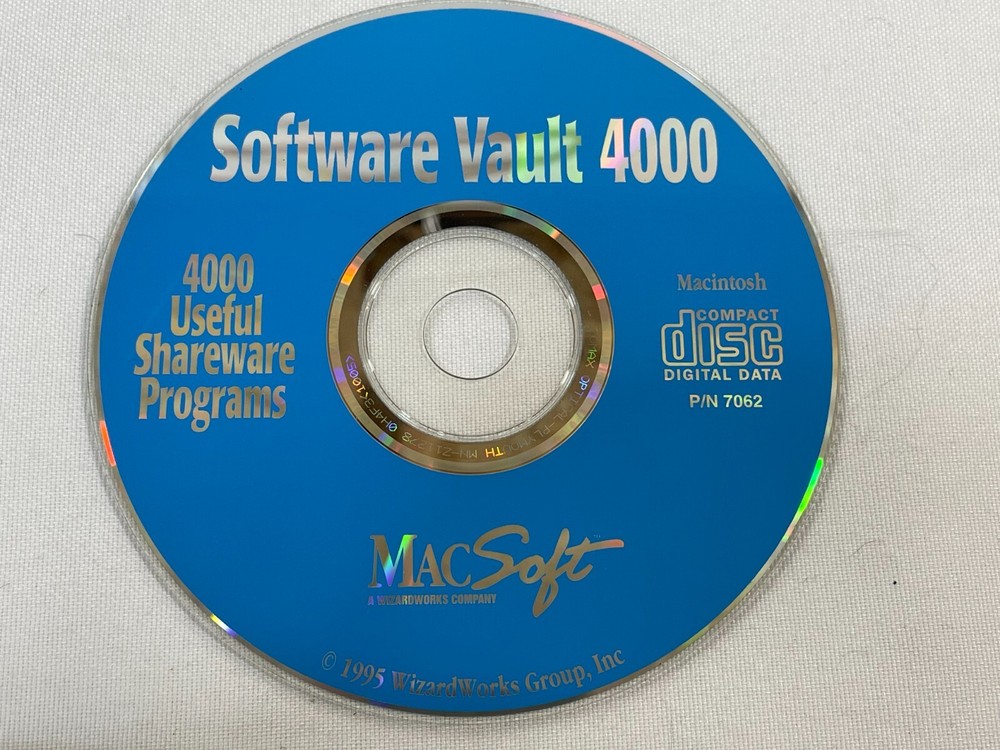 Software Vault 4000
4000
Useful
Shareware
Programs
Macintosh
COMPACT
disc
DIGITAL DATA
P/N 7062
MACSoft
A WIZARDWORKS COMPANY
© 1995 WizardWorks Group, Inc